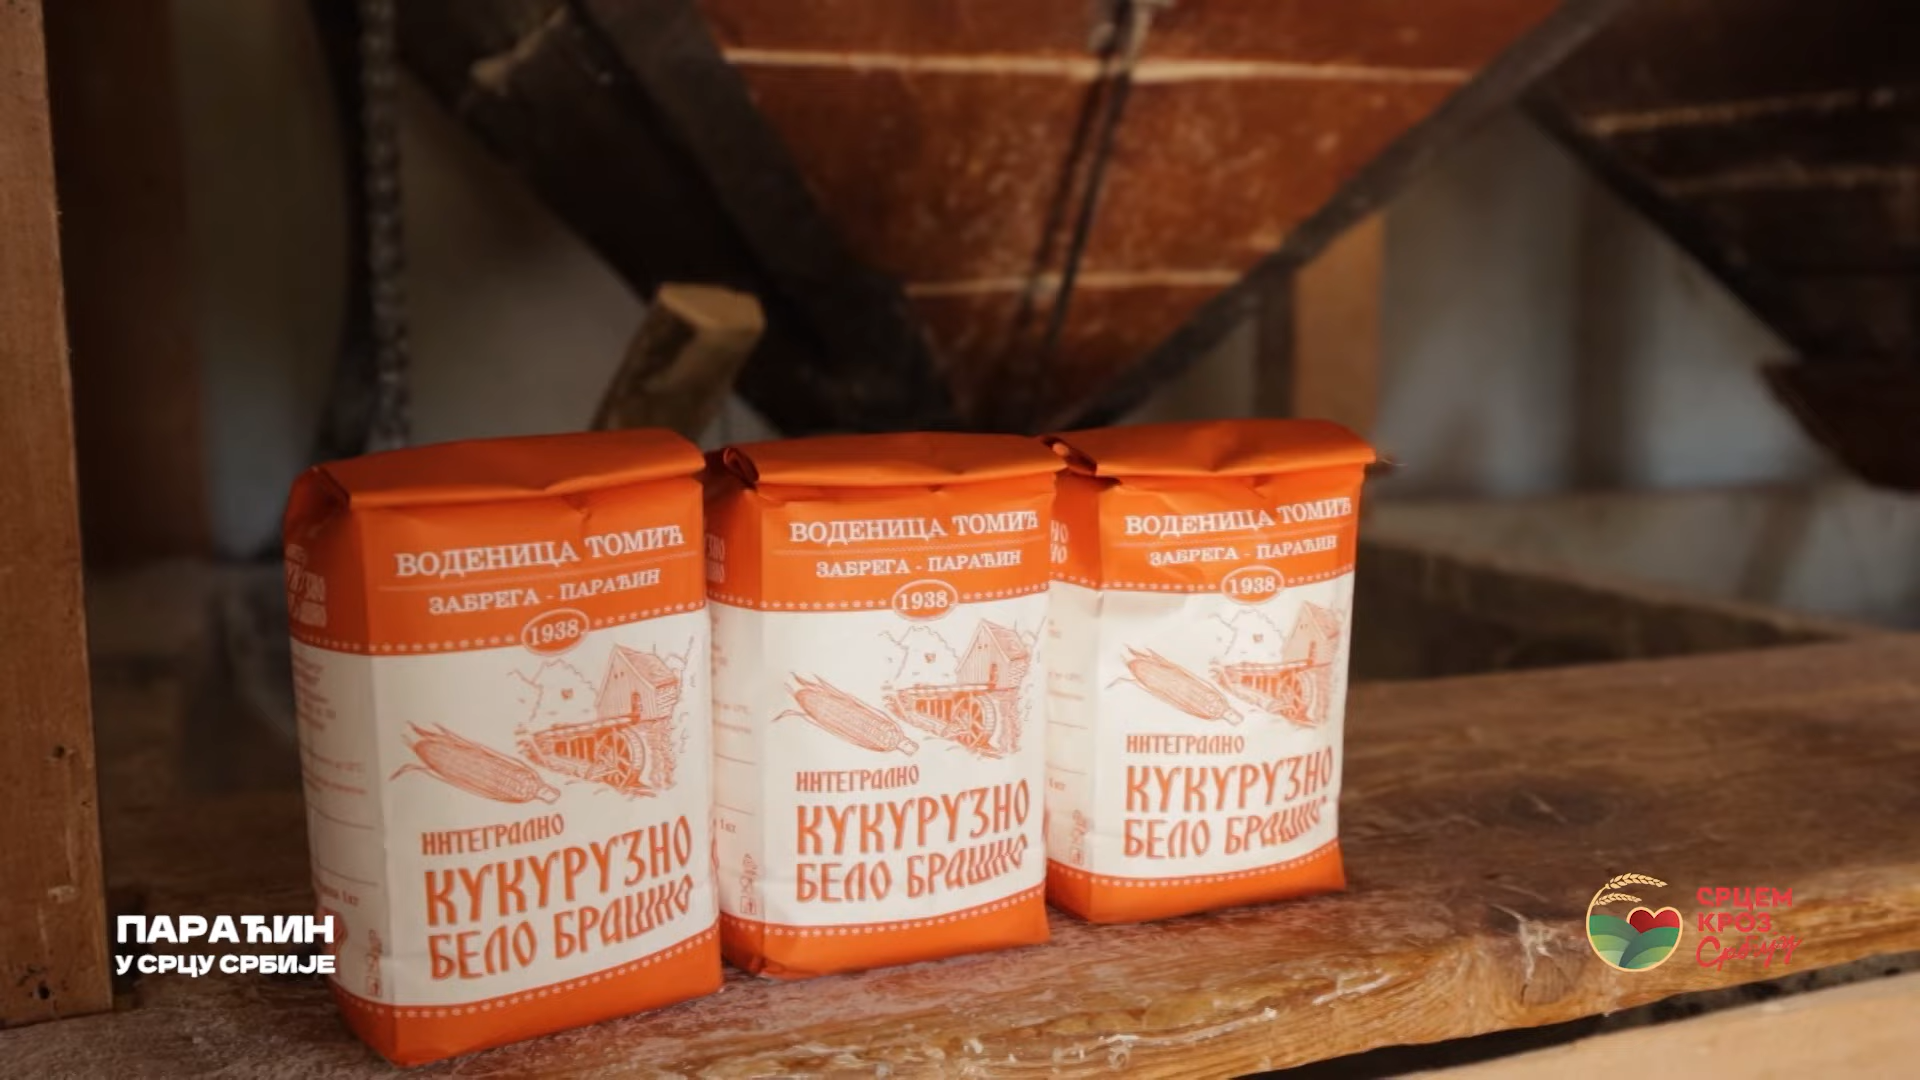 ВОДЕНИЦА ТОМИЋ
ЗАБРЕГА - ПАРАЋИН
1938.
ИНТЕГРАЛНО
КУКУРУЗНО
БЕЛО БРАШНО
ВОДЕНИЦА ТОМИЋ
ЗАБРЕГА - ПАРАЋИН
1938.
ИНТЕГРАЛНО
КУКУРУЗНО
БЕЛО БРАШНО
ВОДЕНИЦА ТОМИЋ
ЗАБРЕГА - ПАРАЋИН
1938.
ИНТЕГРАЛНО
КУКУРУЗНО
БЕЛО БРАШНО
ПАРАЋИН
У СРЦУ СРБИЈЕ
СРЦЕМ
КРОЗ
Србију